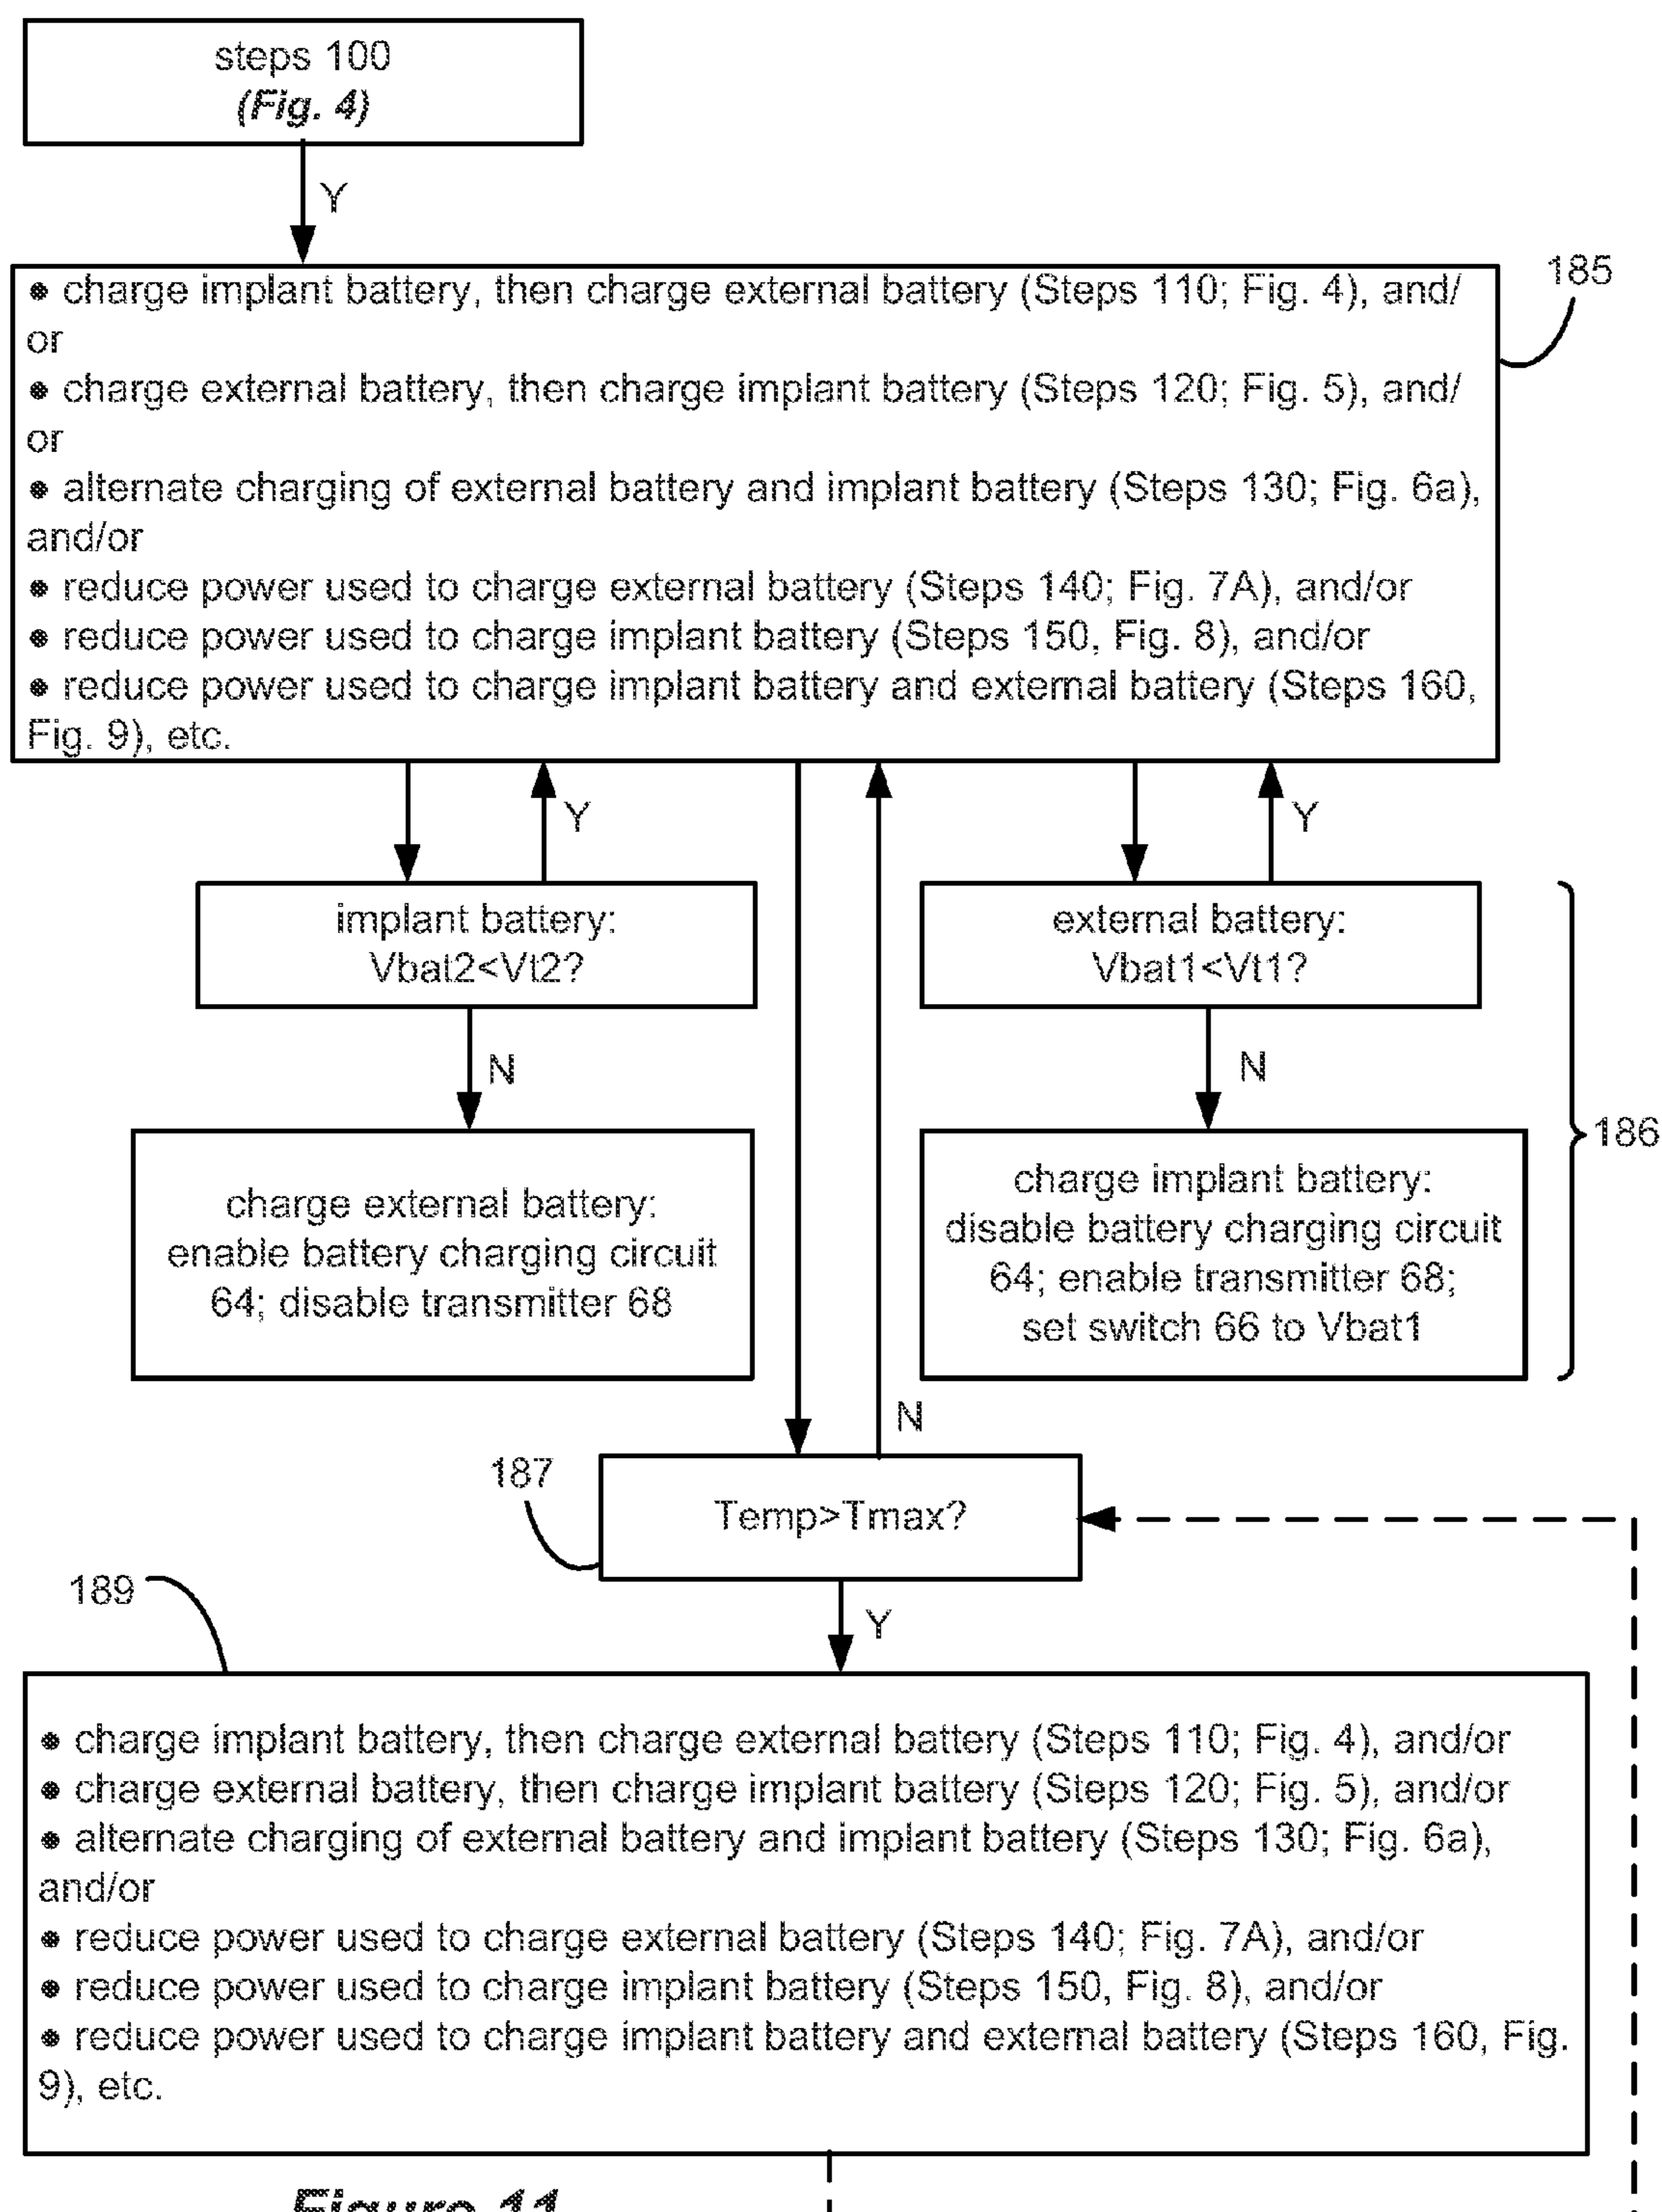 steps 100
(Fig. 4)
Y
185
• charge implant battery, then charge external battery (Steps 110; Fig. 4), and/
or
• charge external battery, then charge implant battery (Steps 120; Fig. 5), and/
or
• alternate charging of external battery and implant battery (Steps 130; Fig. 6a),
and/or
• reduce power used to charge external battery (Steps 140; Fig. 7A), and/or
• reduce power used to charge implant battery (Steps 150, Fig. 8), and/or
• reduce power used to charge implant battery and external battery (Steps 160,
Fig. 9), etc.
Y
Y
implant battery:
Vbat2<Vt2?
external battery:
Vbat1<Vt1?
N
N
186
charge external battery:
enable battery charging circuit
64; disable transmitter 68
charge implant battery:
disable battery charging circuit
64; enable transmitter 68;
set switch 66 to Vbat1
N
187
Temp>Tmax?
189
Y
• charge implant battery, then charge external battery (Steps 110; Fig. 4), and/or
• charge external battery, then charge implant battery (Steps 120; Fig. 5), and/or
• alternate charging of external battery and implant battery (Steps 130; Fig. 6a),
and/or
• reduce power used to charge external battery (Steps 140; Fig. 7A), and/or
• reduce power used to charge implant battery (Steps 150, Fig. 8), and/or
• reduce power used to charge implant battery and external battery (Steps 160, Fig.
9), etc.
Figure 11